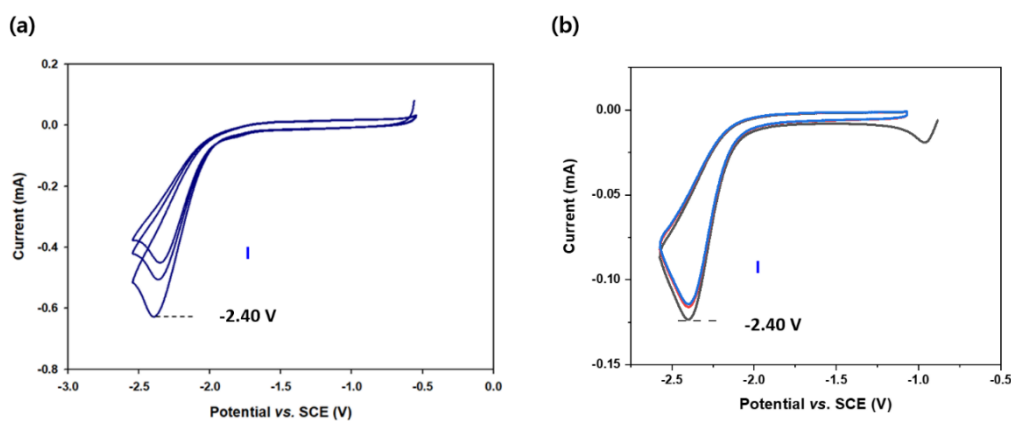 (a)
0.2
0.0
-0.2
-0.4
-0.6
-0.8
Current (mA)
I
-2.40 V
-3.0 -2.5 -2.0 -1.5 -1.0 -0.5 0.0
Potential vs. SCE (V)
(b)
0.00
-0.05
-0.10
-0.15
Current (mA)
I
-2.40 V
-2.5 -2.0 -1.5 -1.0 -0.5
Potential vs. SCE (V)